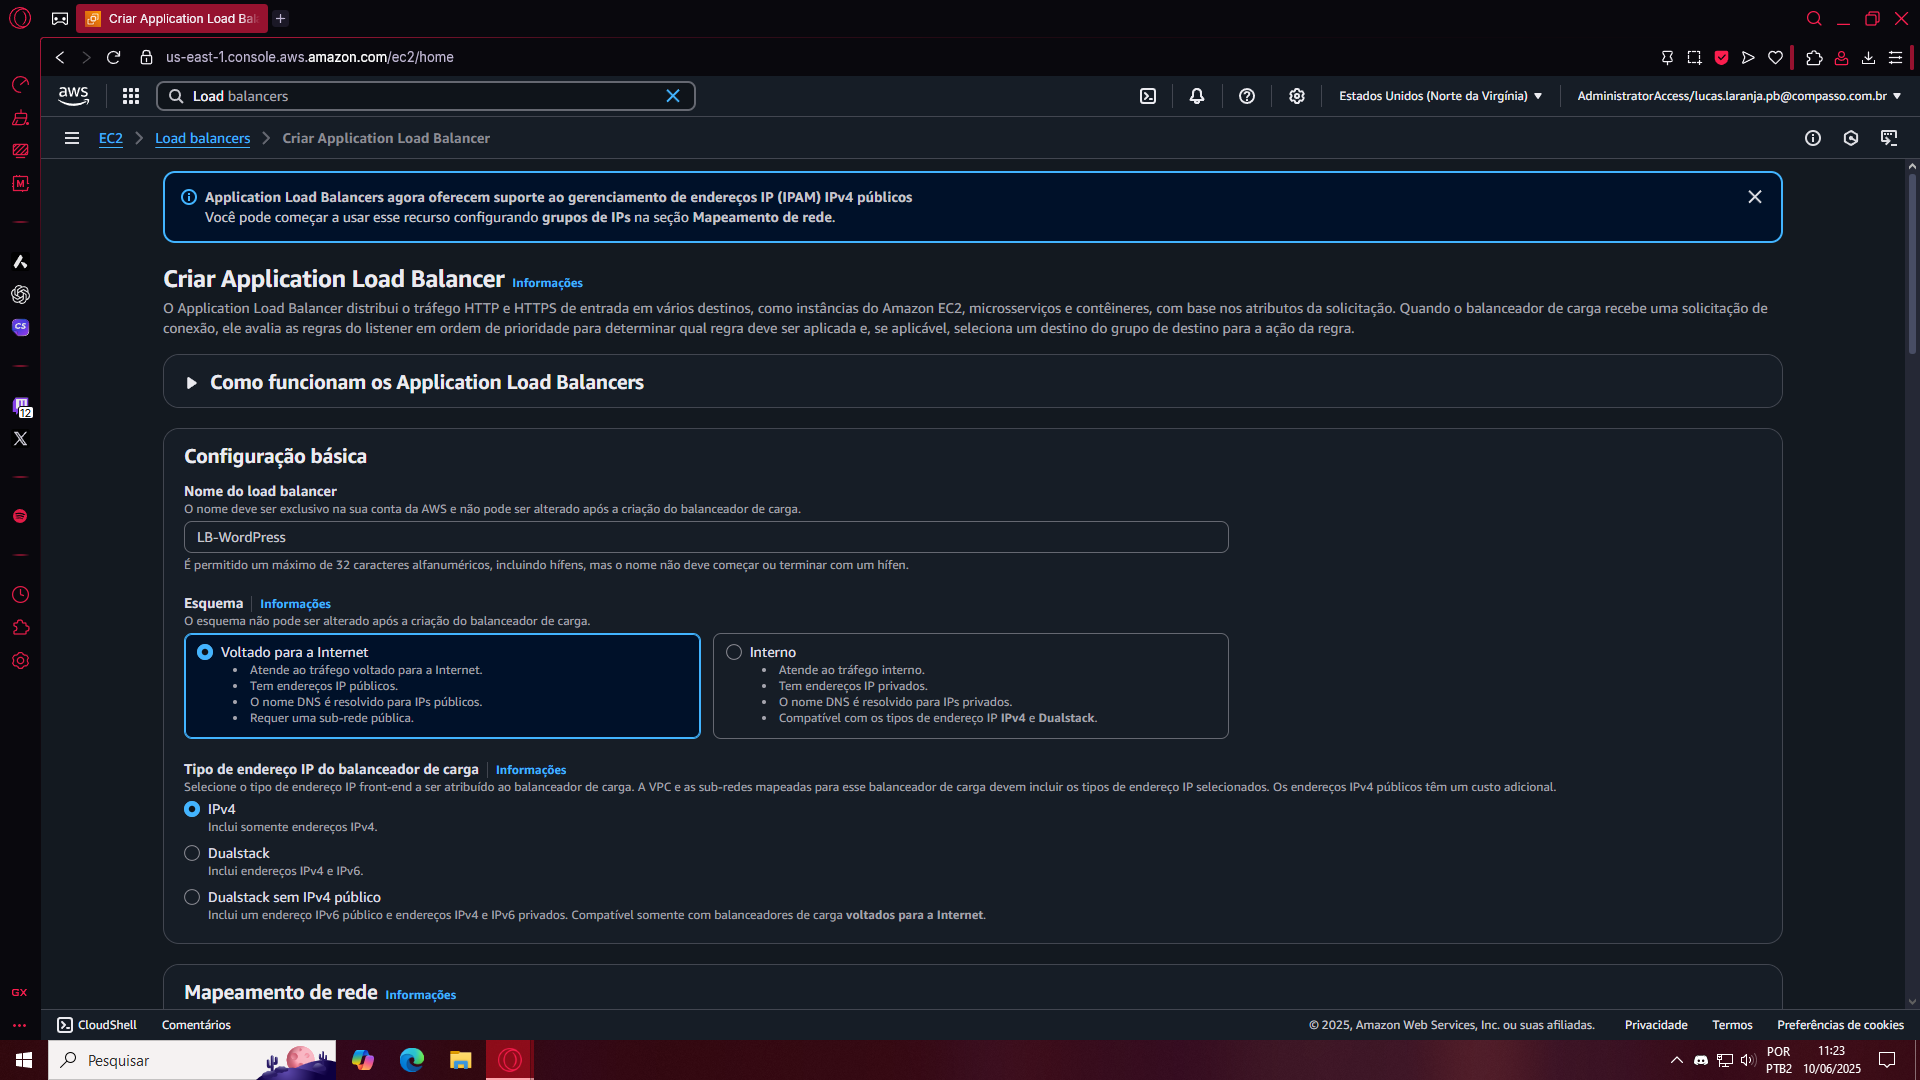 Criar Application Load Bal
us-east-1.console.aws.amazon.com/ec2/home
aws
Load balancers
Estados Unidos (Norte da Virgínia)
AdministratorAccess/lucas.laranja.pb@compasso.com.br
EC2
Load balancers
Criar Application Load Balancer
Application Load Balancers agora oferecem suporte ao gerenciamento de endereços IP (IPAM) IPv4 públicos
Você pode começar a usar esse recurso configurando grupos de IPs na seção Mapeamento de rede.
Criar Application Load Balancer Informações
O Application Load Balancer distribui o tráfego HTTP e HTTPS de entrada em vários destinos, como instâncias do Amazon EC2, microsserviços e contêineres, com base nos atributos da solicitação. Quando o balanceador de carga recebe uma solicitação de
conexão, ele avalia as regras do listener em ordem de prioridade para determinar qual regra deve ser aplicada e, se aplicável, seleciona um destino do grupo de destino para a ação da regra.
Como funcionam os Application Load Balancers
Configuração básica
Nome do load balancer
O nome deve ser exclusivo na sua conta da AWS e não pode ser alterado após a criação do balanceador de carga.
LB-WordPress
É permitido um máximo de 32 caracteres alfanuméricos, incluindo hífens, mas o nome não deve começar ou terminar com um hífen.
Esquema Informações
O esquema não pode ser alterado após a criação do balanceador de carga.
Voltado para a Internet
• Atende ao tráfego voltado para a Internet.
• Tem endereços IP públicos.
• O nome DNS é resolvido para IPs públicos.
• Requer uma sub-rede pública.
Interno
• Atende ao tráfego interno.
• Tem endereços IP privados.
• O nome DNS é resolvido para IPs privados.
• Compatível com os tipos de endereço IP IPv4 e Dualstack.
Tipo de endereço IP do balanceador de carga Informações
Selecione o tipo de endereço IP front-end a ser atribuído ao balanceador de carga. A VPC e as sub-redes mapeadas para esse balanceador de carga devem incluir os tipos de endereço IP selecionados. Os endereços IPv4 públicos têm um custo adicional.
IPv4
Inclui somente endereços IPv4.
Dualstack
Inclui endereços IPv4 e IPv6.
Dualstack sem IPv4 público
Inclui um endereço IPv6 público e endereços IPv4 e IPv6 privados. Compatível somente com balanceadores de carga voltados para a Internet.
Mapeamento de rede Informações
M
CS
12
GX
CloudShell
Comentários
© 2025, Amazon Web Services, Inc. ou suas afiliadas.
Privacidade
Termos
Preferências de cookies
Pesquisar
POR
PTB2
11:23
10/06/2025